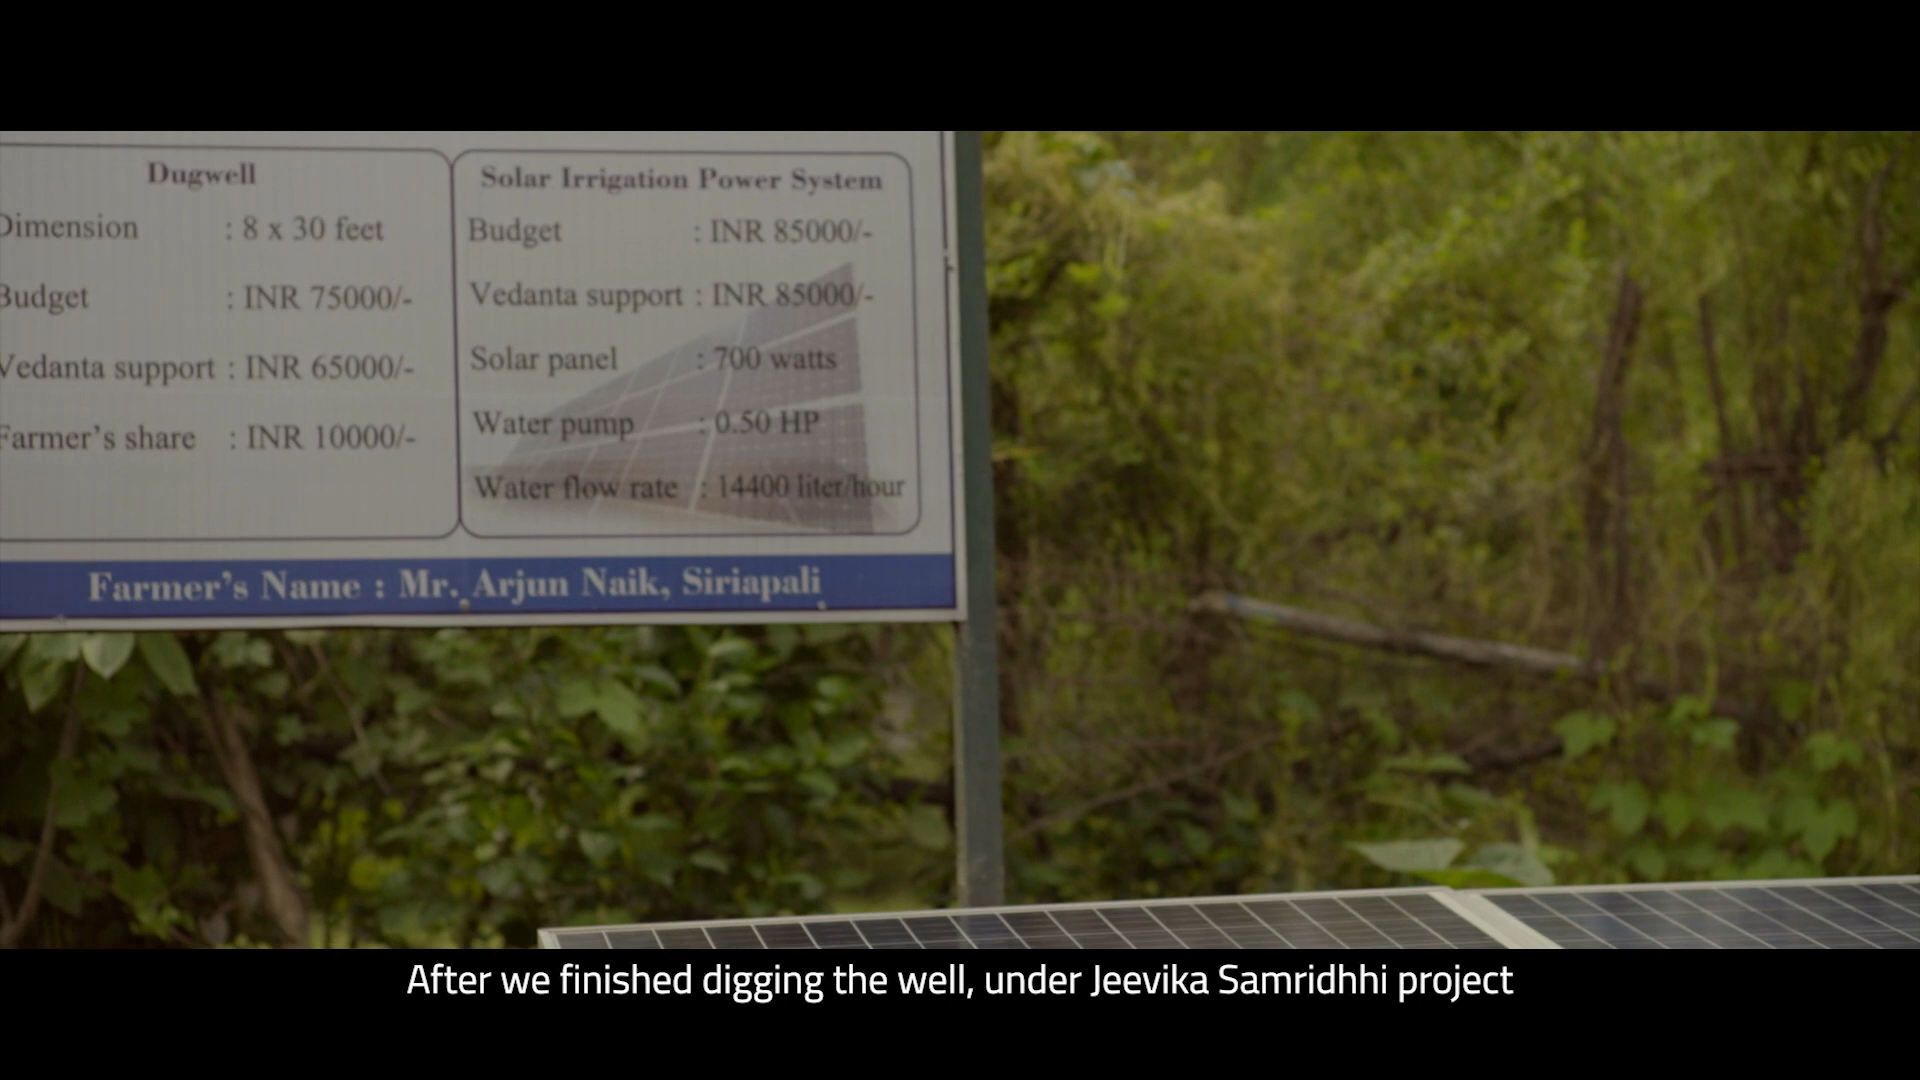 Dugwell
Dimension : 8 x 30 feet
Budget : INR 75000/-
Vedanta support : INR 65000/-
Farmer's share : INR 10000/-
Solar Irrigation Power System
Budget : INR 85000/-
Vedanta support : INR 85000/-
Solar panel : 700 watts
Water pump : 0.50 HP
Water flow rate : 14400 liter/hour
Farmer's Name : Mr. Arjun Naik, Siriapali
After we finished digging the well, under Jeevika Samridhhi project